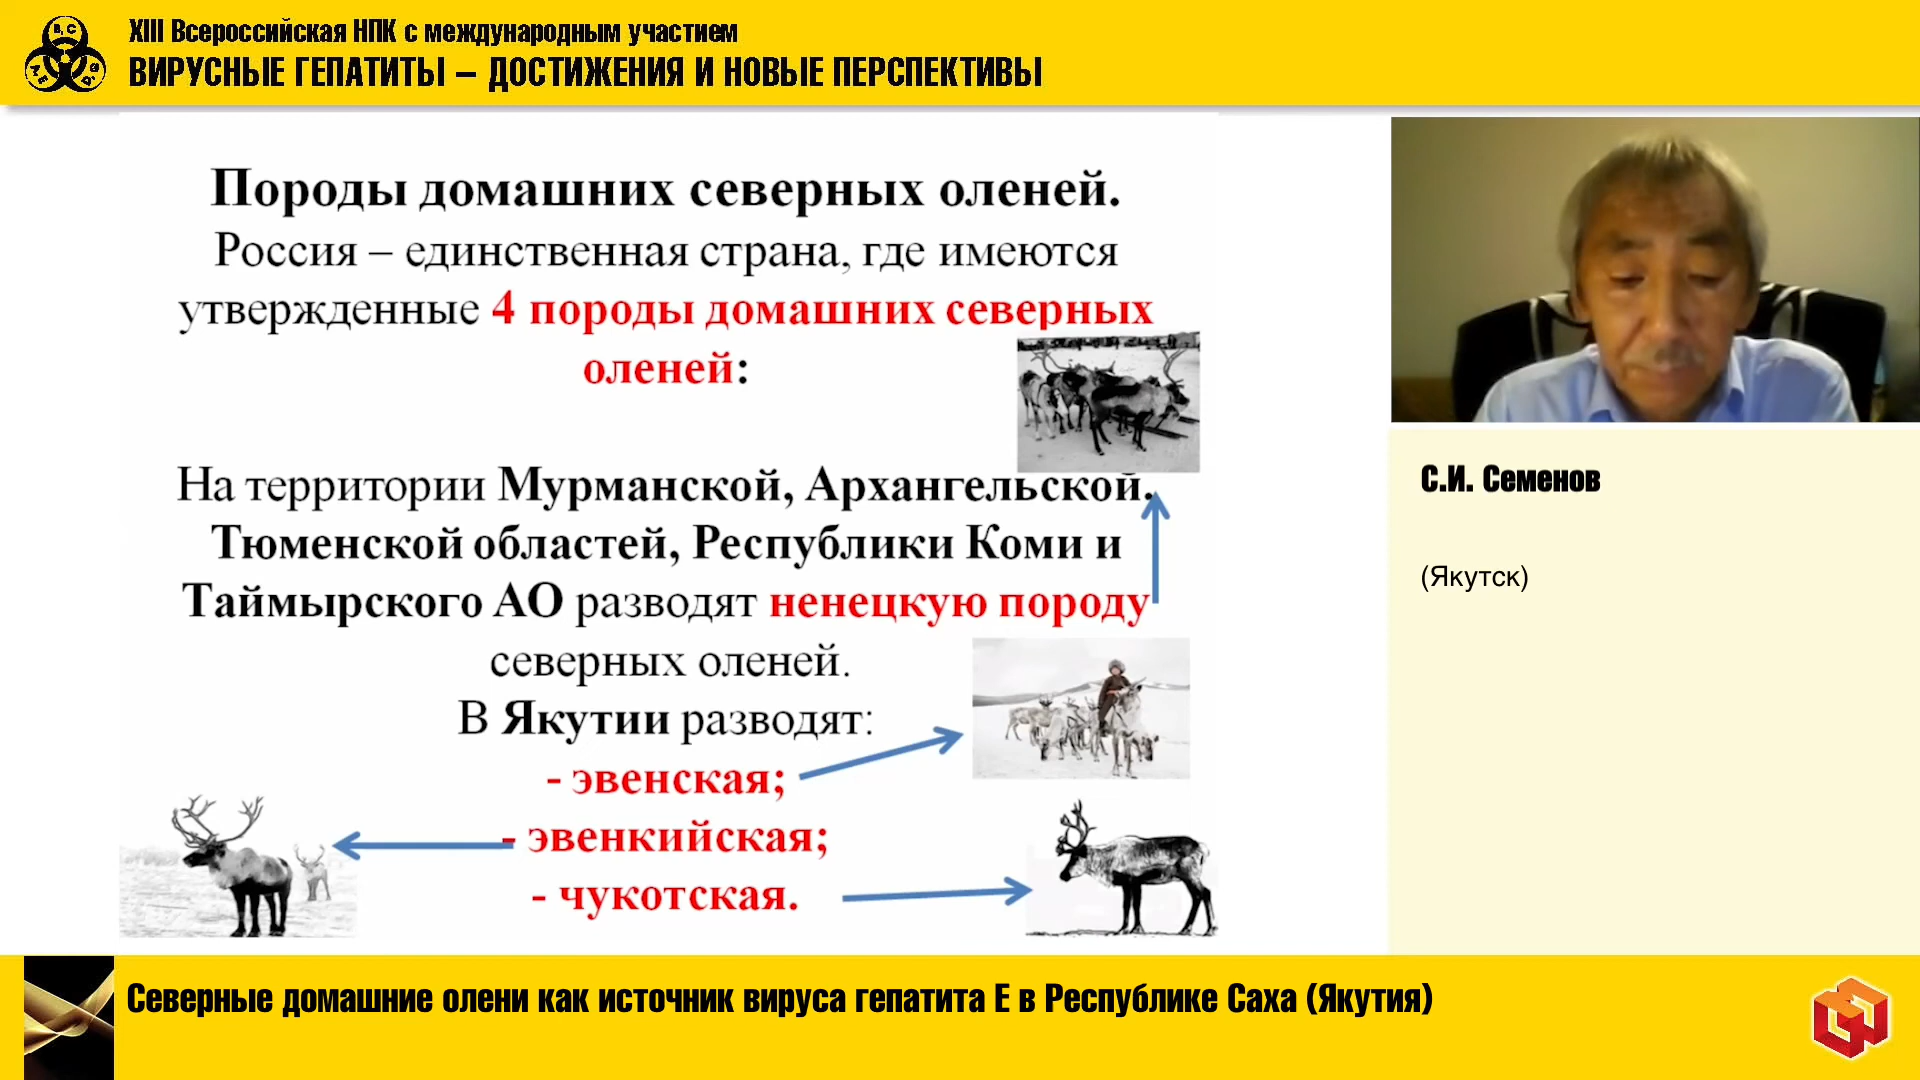 XIII Всероссийская НПК с международным участием
ВИРУСНЫЕ ГЕПАТИТЫ – ДОСТИЖЕНИЯ И НОВЫЕ ПЕРСПЕКТИВЫ
Породы домашних северных оленей.
Россия – единственная страна, где имеются
утвержденные 4 породы домашних северных
оленей:
На территории Мурманской, Архангельской.
Тюменской областей, Республики Коми и
Таймырского АО разводят ненецкую породу
северных оленей.
В Якутии разводят:
- эвенская;
- эвенкийская;
- чукотская.
С.И. Семенов
(Якутск)
Северные домашние олени как источник вируса гепатита Е в Республике Саха (Якутия)